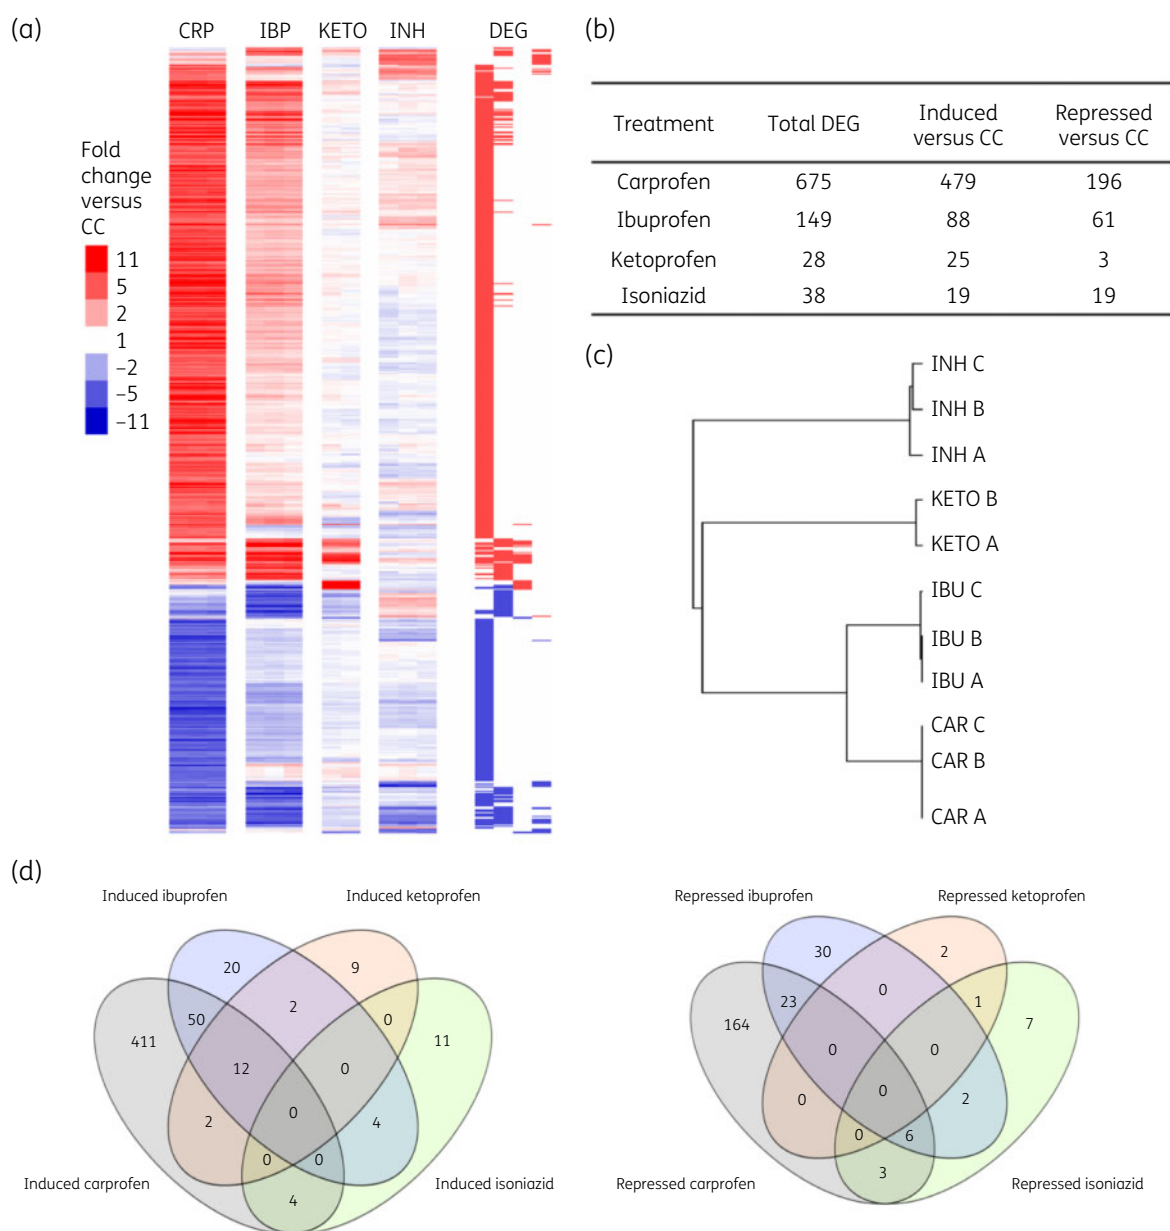 (a)
CRP IBP KETO INH DEG
Fold
change
versus
CC
11
5
2
1
−2
−5
−11
(b)
Treatment Total DEG Induced versus CC Repressed versus CC
Carprofen 675 479 196
Ibuprofen 149 88 61
Ketoprofen 28 25 3
Isoniazid 38 19 19
(c)
INH C
INH B
INH A
KETO B
KETO A
IBU C
IBU B
IBU A
CAR C
CAR B
CAR A
(d)
Induced ibuprofen Induced ketoprofen
20 9
2
50 0
411 11
12 0
0
2 4
0 0
4
Induced carprofen Induced isoniazid
Repressed ibuprofen Repressed ketoprofen
30 2
0
23 1
164 7
0 0
0
0 2
0 6
3
Repressed carprofen Repressed isoniazid